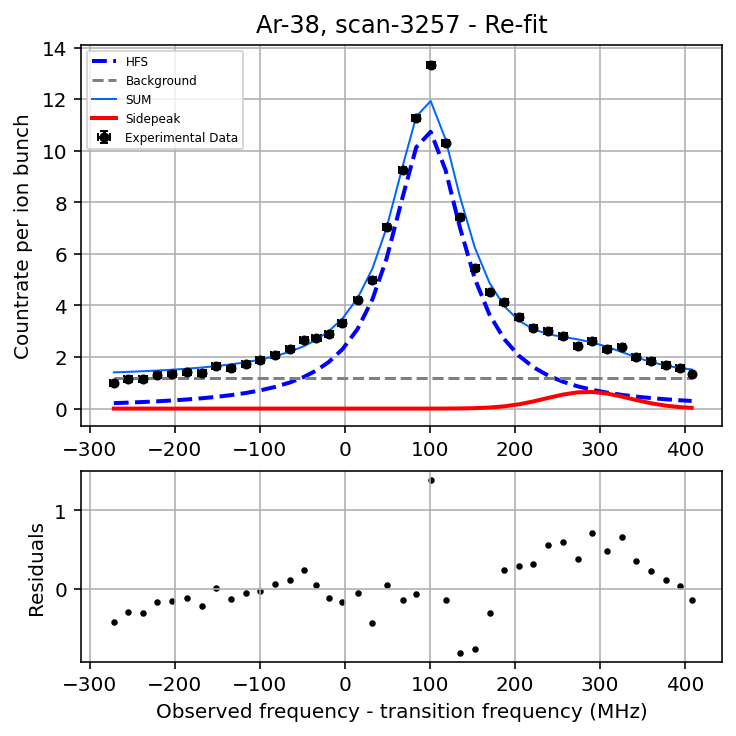 Ar-38, scan-3257 - Re-fit
14
12
10
8
6
4
2
0
Countrate per ion bunch
HFS
Background
SUM
Sidepeak
Experimental Data
−300 −200 −100 0 100 200 300 400
1
0
Residuals
−300 −200 −100 0 100 200 300 400
Observed frequency - transition frequency (MHz)